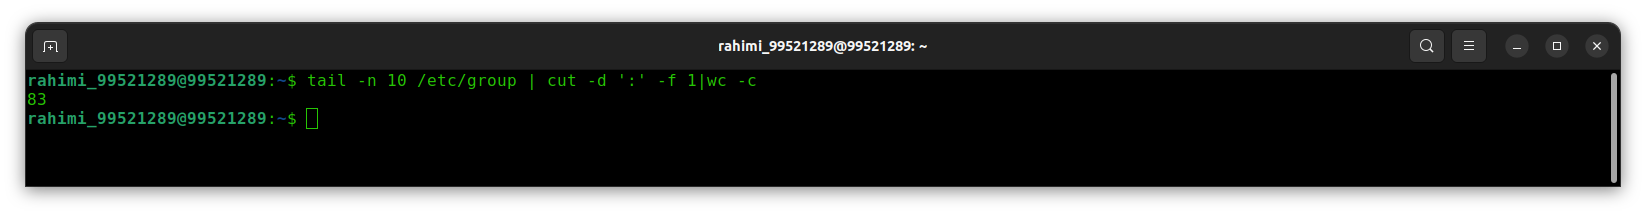 rahimi_99521289@99521289: ~
rahimi_99521289@99521289:~$ tail -n 10 /etc/group | cut -d ':' -f 1|wc -c
83
rahimi_99521289@99521289:~$